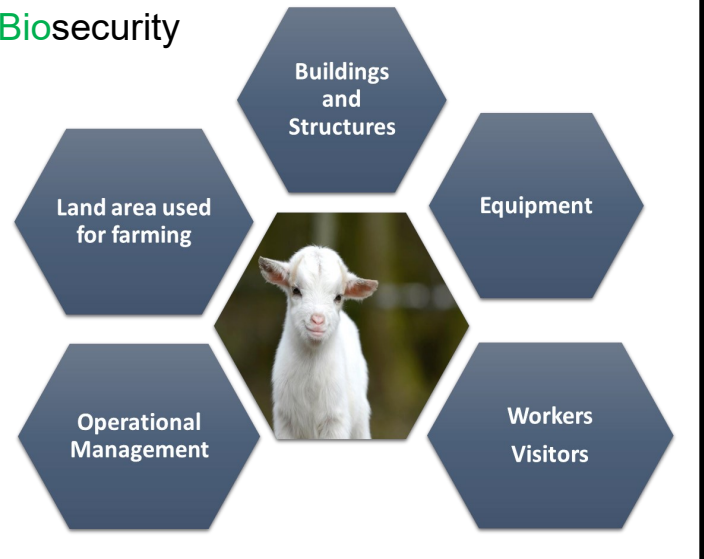 Biosecurity
Buildings
and
Structures
Land area used
for farming
Equipment
Operational
Management
Workers
Visitors